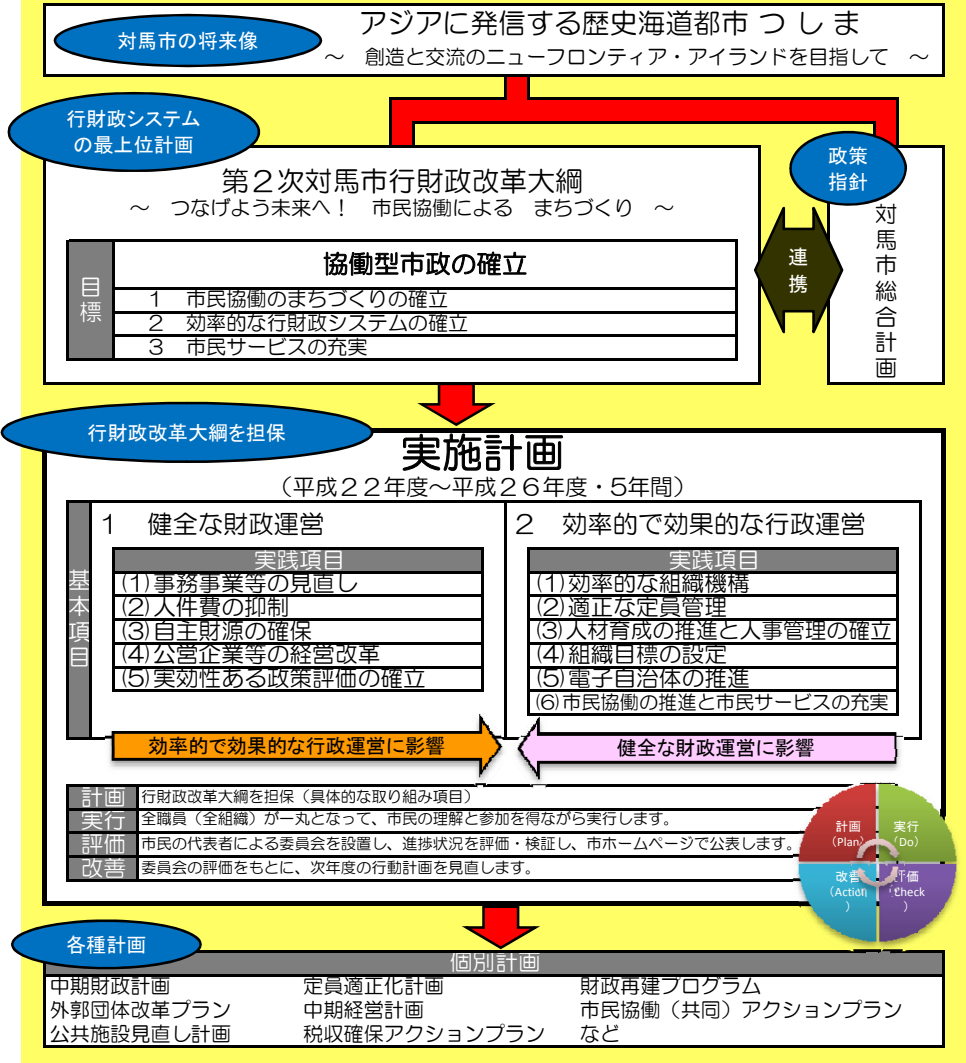 対馬市の将来像
アジアに発信する歴史海道都市 つ し ま
～ 創造と交流のニューフロンティア・アイランドを目指して ～
行財政システム
の最上位計画
政策
指針
第２次対馬市行財政改革大綱
～ つなげよう未来へ！ 市民協働による まちづくり ～
目標
協働型市政の確立
１ 市民協働のまちづくりの確立
２ 効率的な行財政システムの確立
３ 市民サービスの充実
連携
対馬市総合計画
行財政改革大綱を担保
実施計画
（平成２２年度～平成２６年度・5年間）
基本項目
１ 健全な財政運営
実践項目
(1)事務事業等の見直し
(2)人件費の抑制
(3)自主財源の確保
(4)公営企業等の経営改革
(5)実効性ある政策評価の確立
２ 効率的で効果的な行政運営
実践項目
(1)効率的な組織機構
(2)適正な定員管理
(3)人材育成の推進と人事管理の確立
(4)組織目標の設定
(5)電子自治体の推進
(6)市民協働の推進と市民サービスの充実
効率的で効果的な行政運営に影響
健全な財政運営に影響
計画 行財政改革大綱を担保（具体的な取り組み項目）
実行 全職員（全組織）が一丸となって、市民の理解と参加を得ながら実行します。
評価 市民の代表者による委員会を設置し、進捗状況を評価・検証し、市ホームページで公表します。
改善 委員会の評価をもとに、次年度の行動計画を見直します。
計画
（Plan）
実行
（Do）
改善
（Action
）
評価
（Check
）
各種計画
個別計画
中期財政計画 定員適正化計画 財政再建プログラム
外郭団体改革プラン 中期経営計画 市民協働（共同）アクションプラン
公共施設見直し計画 税収確保アクションプラン など